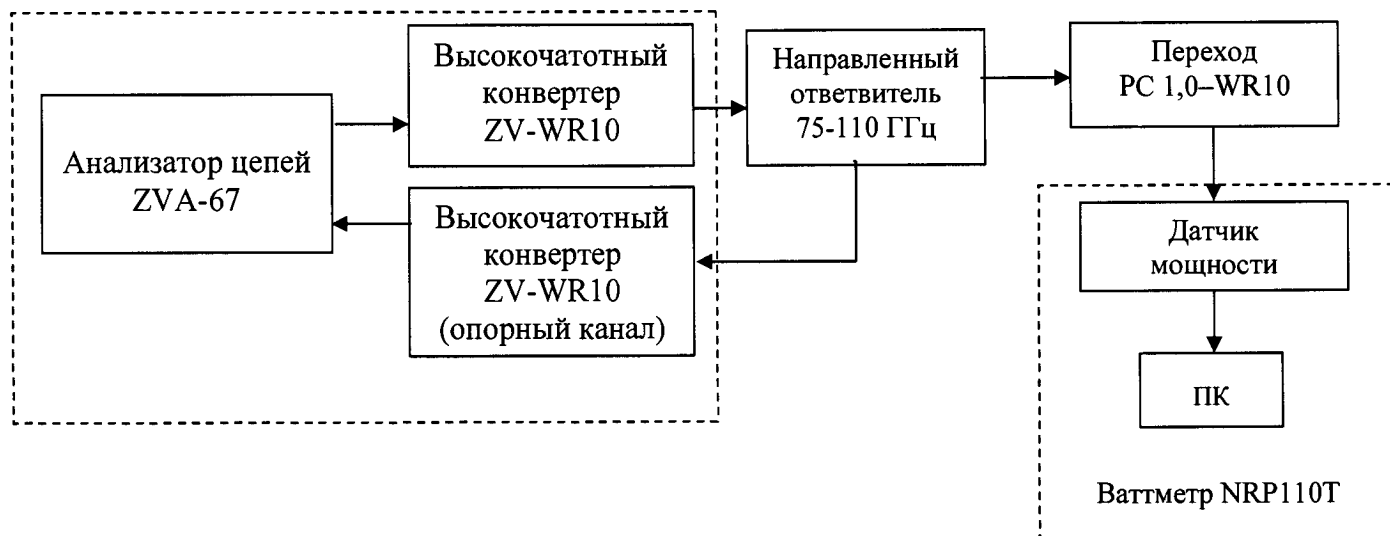 Анализатор цепей
ZVA-67
Высокочатотный
конвертер
ZV-WR10
Высокочатотный
конвертер
ZV-WR10
(опорный канал)
Направленный
ответвитель
75-110 ГГц
Переход
PC 1,0–WR10
Датчик
мощности
ПК
Ваттметр NRP110T